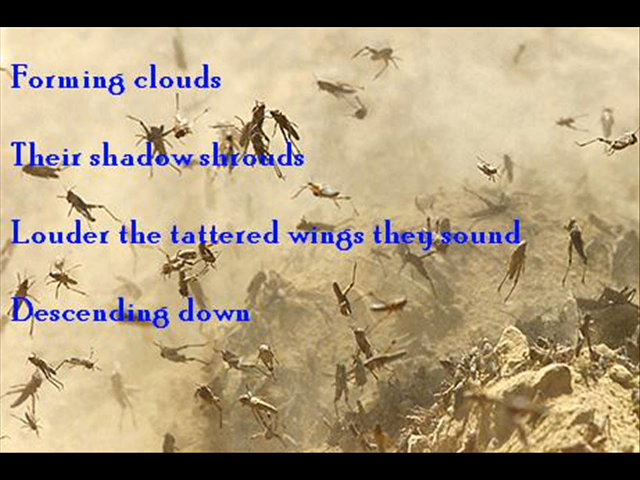 Forming clouds
Their shadow shrouds
Louder the tattered wings they sound
Descending down